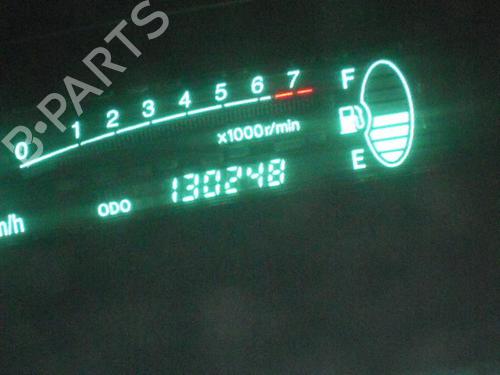 B·PARTS
0 1 2 3 4 5 6 7
x1000r/min
F
E
m/h
ODO 130248